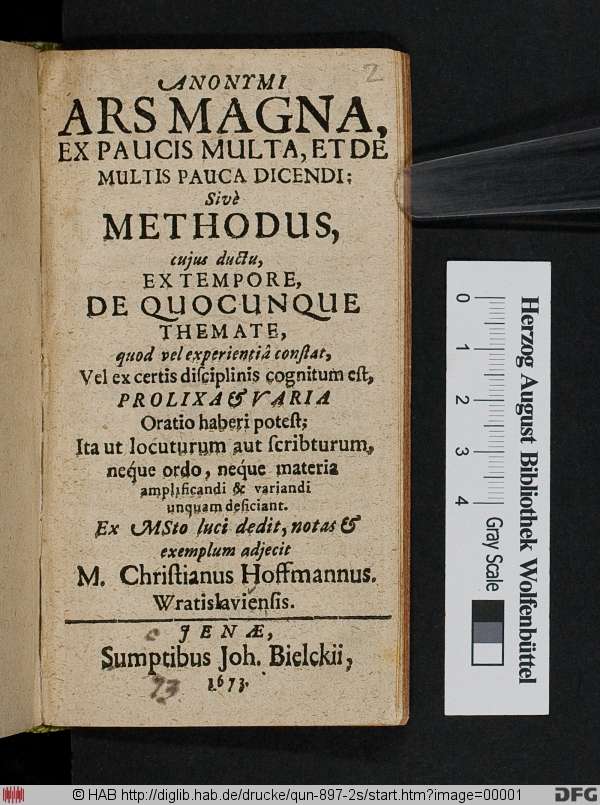 2
ANONYMI
ARS MAGNA,
EX PAUCIS MULTA, ET DE
MULTIS PAUCA DICENDI:
Sivè
METHODUS,
cujus ductu,
EX TEMPORE,
DE QUOCUNQUE
THEMATE,
quod vel experientiâ constat,
Vel ex certis disciplinis cognitum est,
PROLIXA & VARIA
Oratio haberi potest;
Ita ut locuturum aut scribturum,
neque ordo, neque materia
amplificandi & variandi
unquam deficiant.
Ex MSto luci dedit, notas &
exemplum adjecit
M. Christianus Hoffmannus.
Wratislaviensis.
JENÆ,
Sumptibus Joh. Bielckii,
1673.
73
0
1
2
3
4
Herzog August Bibliothek Wolfenbüttel
Gray Scale
© HAB http://diglib.hab.de/drucke/qun-897-2s/start.htm?image=00001
DFG